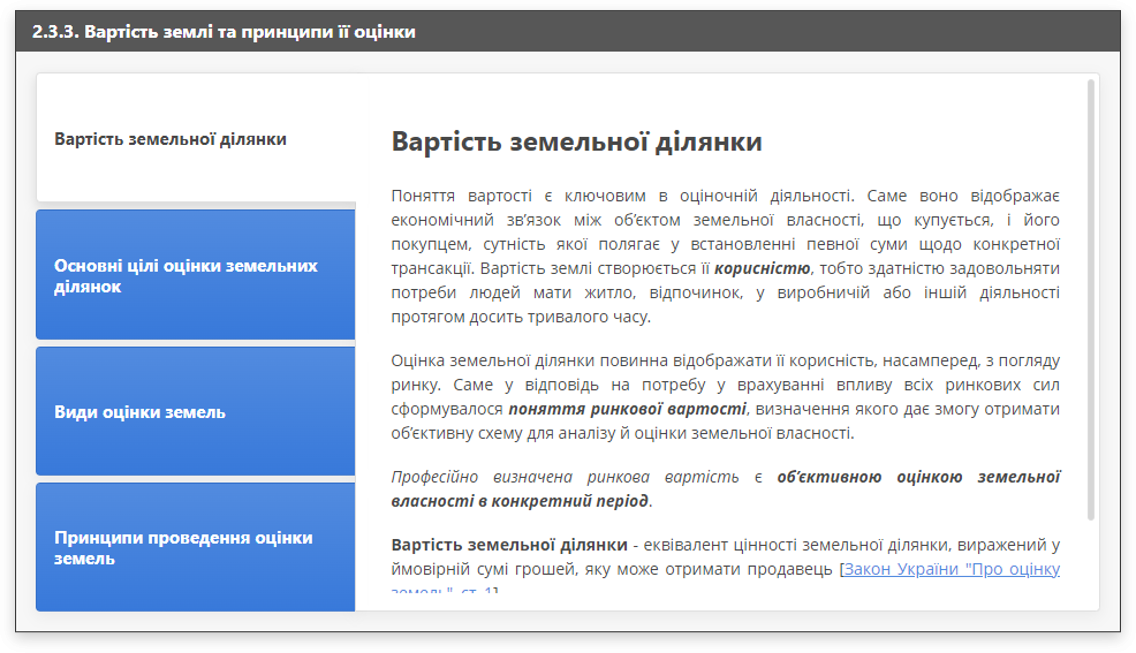 2.3.3. Вартість землі та принципи її оцінки
Вартість земельної ділянки
Основні цілі оцінки земельних
ділянок
Види оцінки земель
Принципи проведення оцінки
земель
Вартість земельної ділянки
Поняття вартості є ключовим в оціночній діяльності. Саме воно відображає
економічний зв’язок між об’єктом земельної власності, що купується, і його
покупцем, сутність якої полягає у встановленні певної суми щодо конкретної
трансакції. Вартість землі створюється її корисністю, тобто здатністю задовольняти
потреби людей мати житло, відпочинок, у виробничій або іншій діяльності
протягом досить тривалого часу.
Оцінка земельної ділянки повинна відображати її корисність, насамперед, з погляду
ринку. Саме у відповідь на потребу у врахуванні впливу всіх ринкових сил
сформувалося поняття ринкової вартості, визначення якого дає змогу отримати
об’єктивну схему для аналізу й оцінки земельної власності.
Професійно визначена ринкова вартість є об’єктивною оцінкою земельної
власності в конкретний період.
Вартість земельної ділянки - еквівалент цінності земельної ділянки, виражений у
ймовірній сумі грошей, яку може отримати продавець [Закон України "Про оцінку
земель", ст. 1]